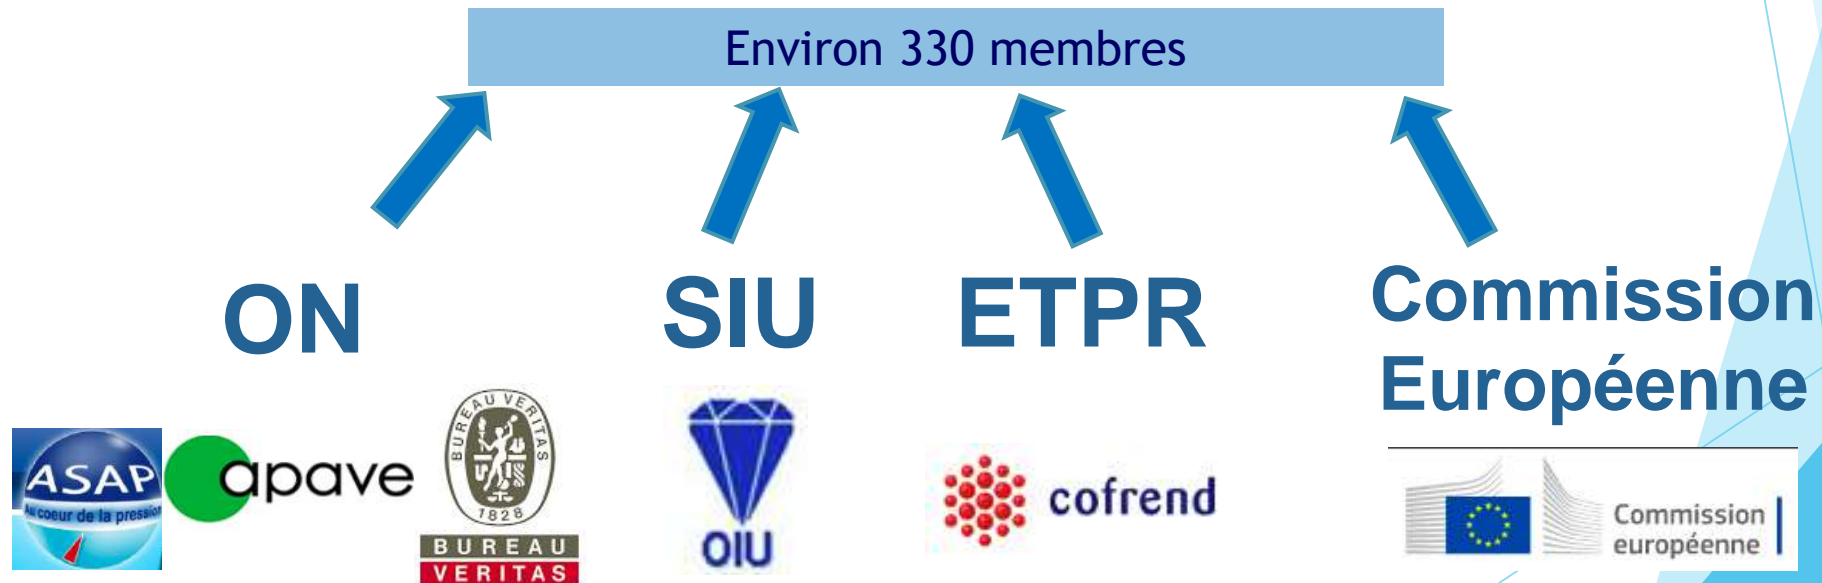 Environ 330 membres
ON
SIU
ETPR
Commission
Européenne
ASAP
Au coeur de la pression
apave
BUREAU VERITAS
1828
BUREAU
VERITAS
OIU
cofrend
Commission
européenne